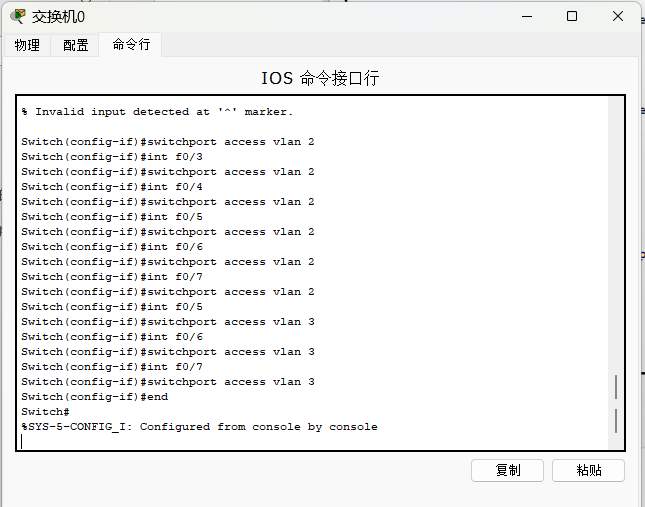 交换机0
物理 配置 命令行
IOS 命令接口行
% Invalid input detected at '^' marker.
Switch(config-if)#switchport access vlan 2
Switch(config-if)#int f0/3
Switch(config-if)#switchport access vlan 2
Switch(config-if)#int f0/4
Switch(config-if)#switchport access vlan 2
Switch(config-if)#int f0/5
Switch(config-if)#switchport access vlan 2
Switch(config-if)#int f0/6
Switch(config-if)#switchport access vlan 2
Switch(config-if)#int f0/7
Switch(config-if)#switchport access vlan 2
Switch(config-if)#int f0/5
Switch(config-if)#switchport access vlan 3
Switch(config-if)#int f0/6
Switch(config-if)#switchport access vlan 3
Switch(config-if)#int f0/7
Switch(config-if)#switchport access vlan 3
Switch(config-if)#end
Switch#
%SYS-5-CONFIG_I: Configured from console by console
复制 粘贴